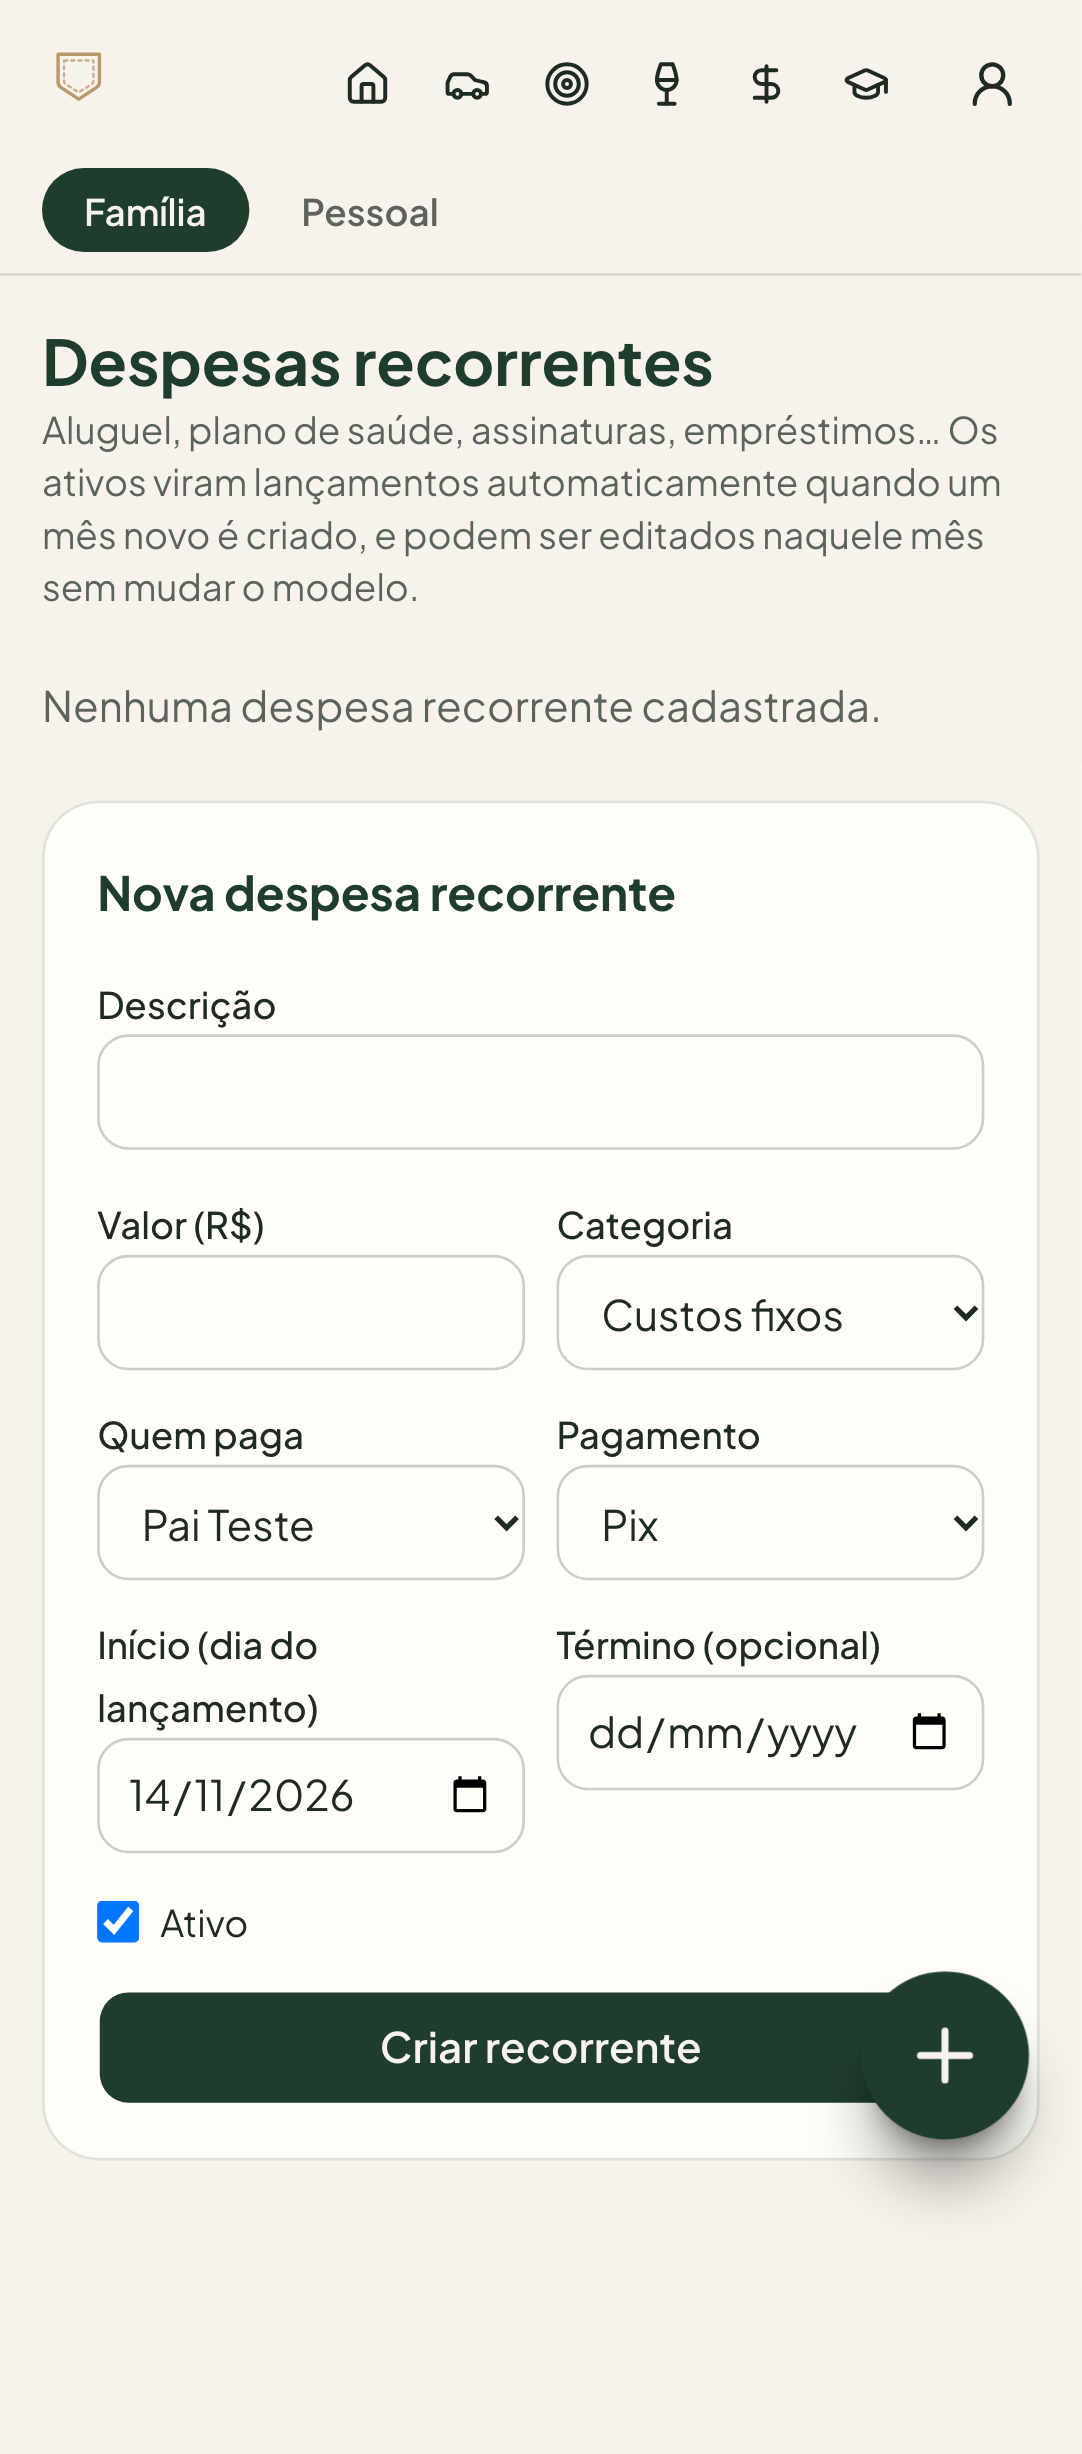 Família
Pessoal
Despesas recorrentes
Aluguel, plano de saúde, assinaturas, empréstimos... Os
ativos viram lançamentos automaticamente quando um
mês novo é criado, e podem ser editados naquele mês
sem mudar o modelo.
Nenhuma despesa recorrente cadastrada.
Nova despesa recorrente
Descrição
Valor (R$)
Categoria
Custos fixos
Quem paga
Pagamento
Pai Teste
Pix
Início (dia do
lançamento)
Término (opcional)
14/11/2026
dd/mm/yyyy
Ativo
Criar recorrente